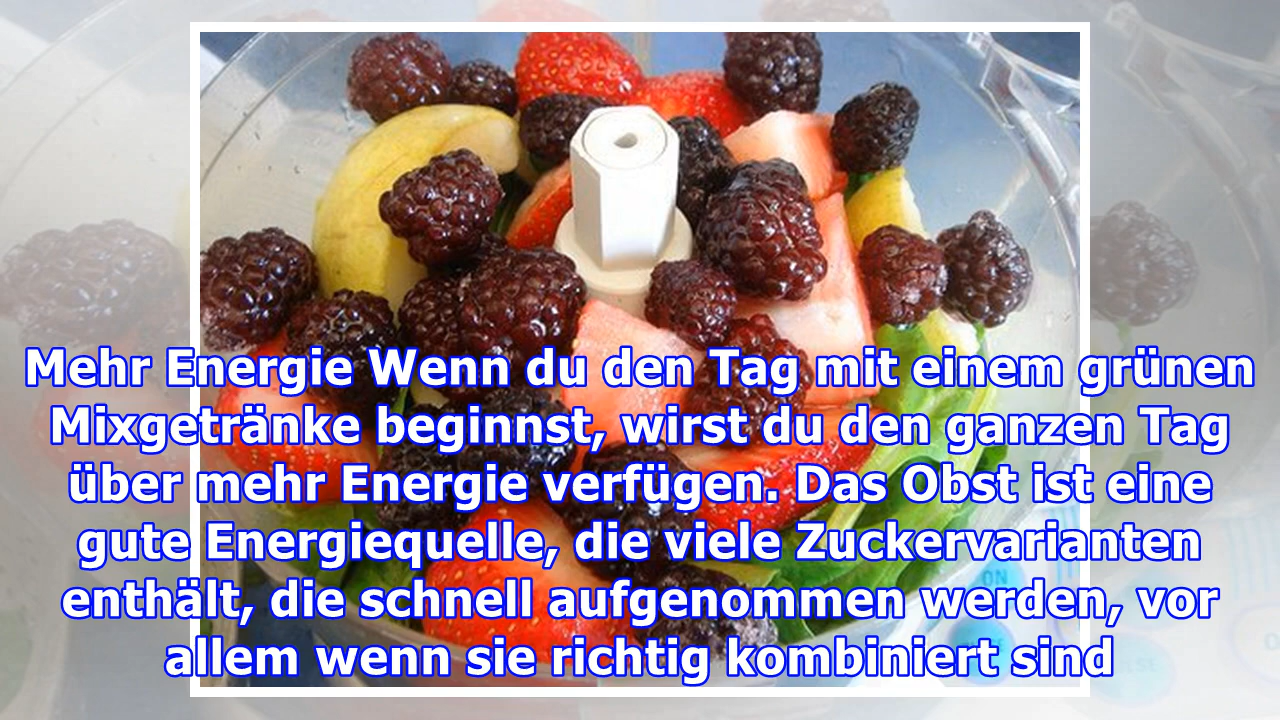 Mehr Energie Wenn du den Tag mit einem grünen
Mixgetränke beginnst, wirst du den ganzen Tag
über mehr Energie verfügen. Das Obst ist eine
gute Energiequelle, die viele Zuckervarianten
enthält, die schnell aufgenommen werden, vor
allem wenn sie richtig kombiniert sind
ON